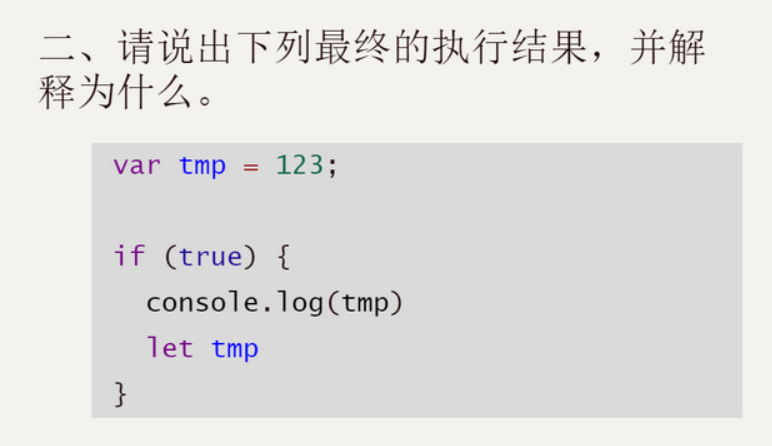 二、请说出下列最终的执行结果，并解
释为什么。
var tmp = 123;
if (true) {
console.log(tmp)
let tmp
}